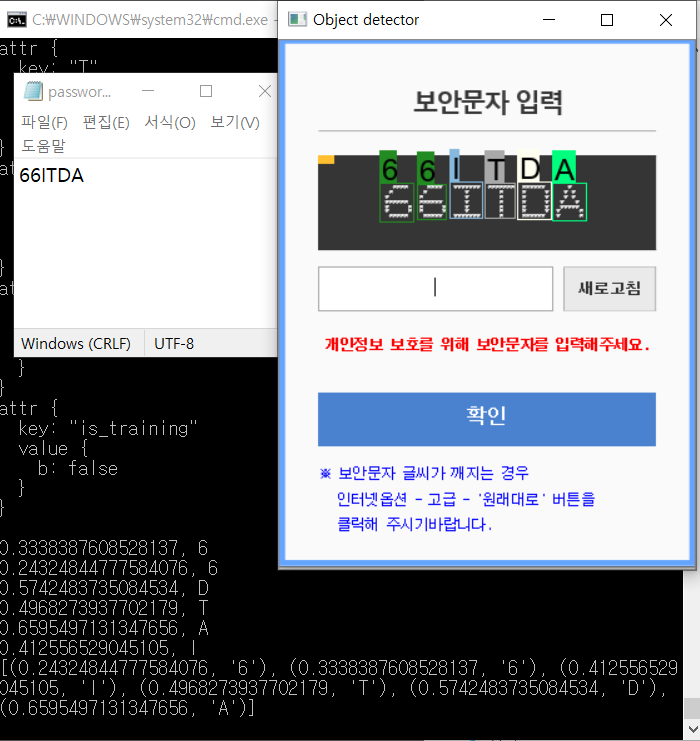 C:₩WINDOWS₩system32₩cmd.exe -
attr {
key: "T"
}
at
}
at
}
}
attr {
key: "is_training"
value {
b: false
}
}
0.3338387608528137, 6
0.24324844777584076, 6
0.5742483735084534, D
0.4968273937702179, T
0.6595497131347656, A
0.412556529045105, I
[(0.24324844777584076, '6'), (0.3338387608528137, '6'), (0.412556529
045105, 'I'), (0.4968273937702179, 'T'), (0.5742483735084534, 'D'),
(0.6595497131347656, 'A')]
passwor...
파일(F) 편집(E) 서식(O) 보기(V)
도움말
66ITDA
Windows (CRLF) UTF-8
Object detector
보안문자 입력
6 6 I T D A
66ITDA
새로고침
개인정보 보호를 위해 보안문자를 입력해주세요.
확인
※ 보안문자 글씨가 깨지는 경우
인터넷옵션 - 고급 - '원래대로' 버튼을
클릭해 주시기바랍니다.